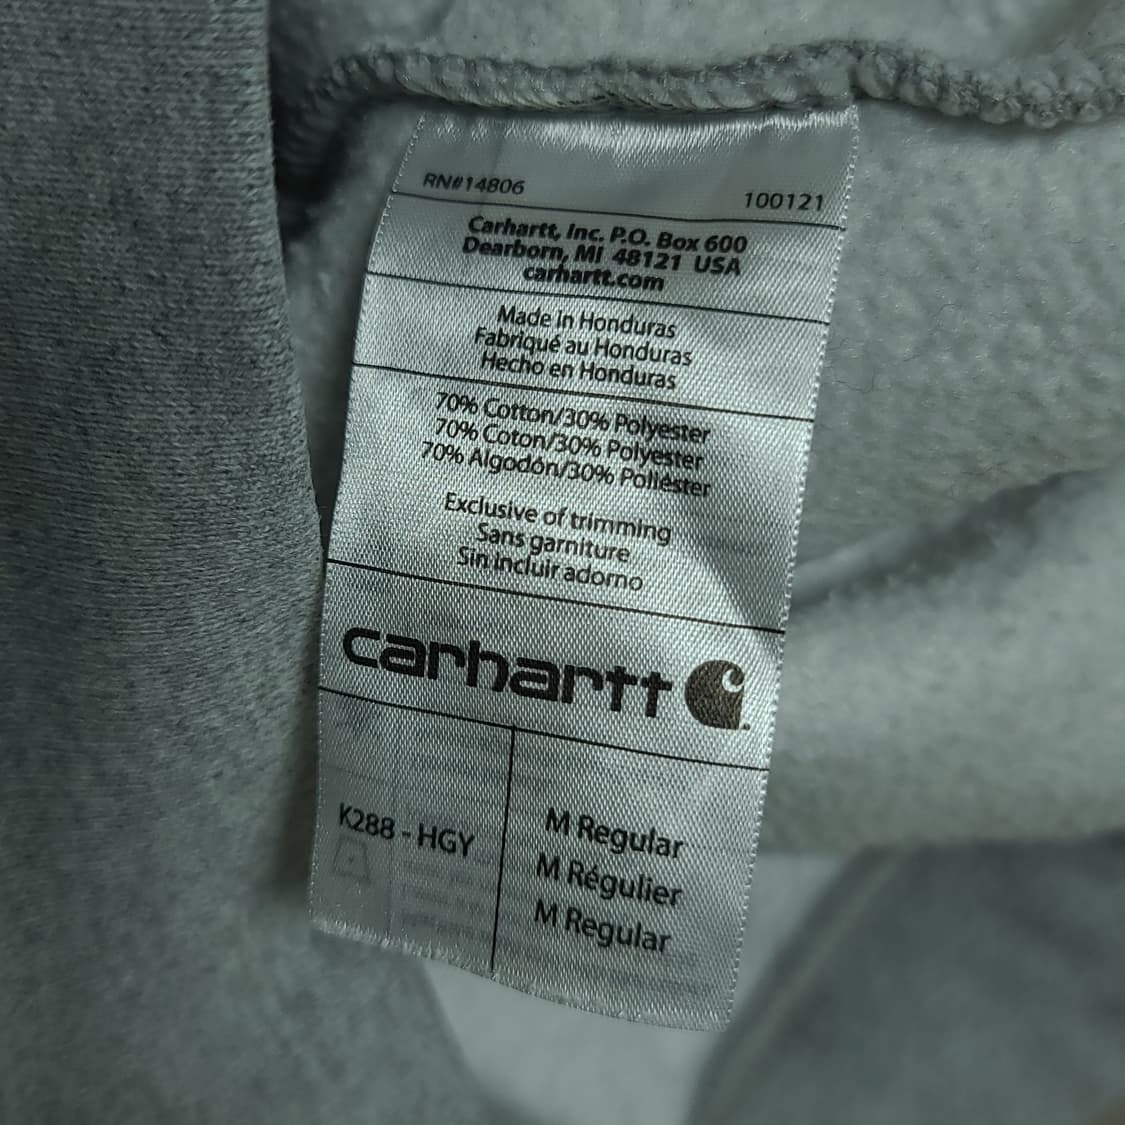 RN#14806
100121
Carhartt, Inc. P.O. Box 600
Dearborn, MI 48121 USA
carhartt.com
Made in Honduras
Fabriqué au Honduras
Hecho en Honduras
70% Cotton/30% Polyester
70% Coton/30% Polyester
70% Algodón/30% Poliéster
Exclusive of trimming
Sans garniture
Sin incluir adorno
carhartt
K288 - HGY
M Regular
M Régulier
M Regular